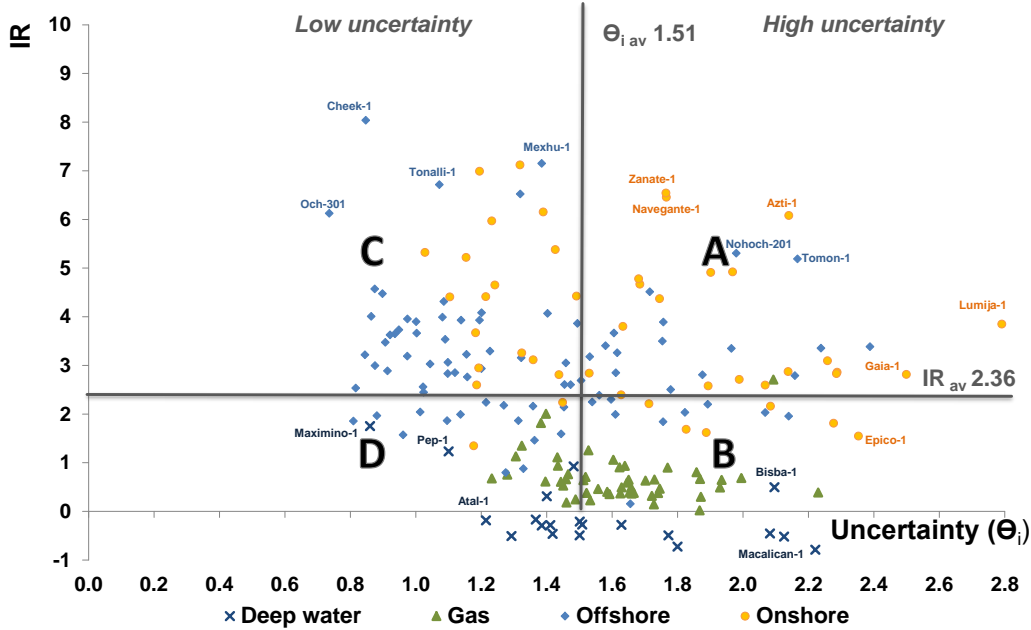 Low uncertainty
High uncertainty
IR
Θi av 1.51
10
9
8
7
6
5
4
3
2
1
0
-1
Cheek-1
Mexhu-1
Tonalli-1
Och-301
Zanate-1
Navegante-1
Azti-1
C
A
Nohoch-201
Tomon-1
Lumija-1
Gaia-1
IR av 2.36
Maximino-1
D
Pep-1
B
Epico-1
Bisba-1
Atal-1
Uncertainty (Θi)
Macalican-1
0.0 0.2 0.4 0.6 0.8 1.0 1.2 1.4 1.6 1.8 2.0 2.2 2.4 2.6 2.8
Deep water Gas Offshore Onshore